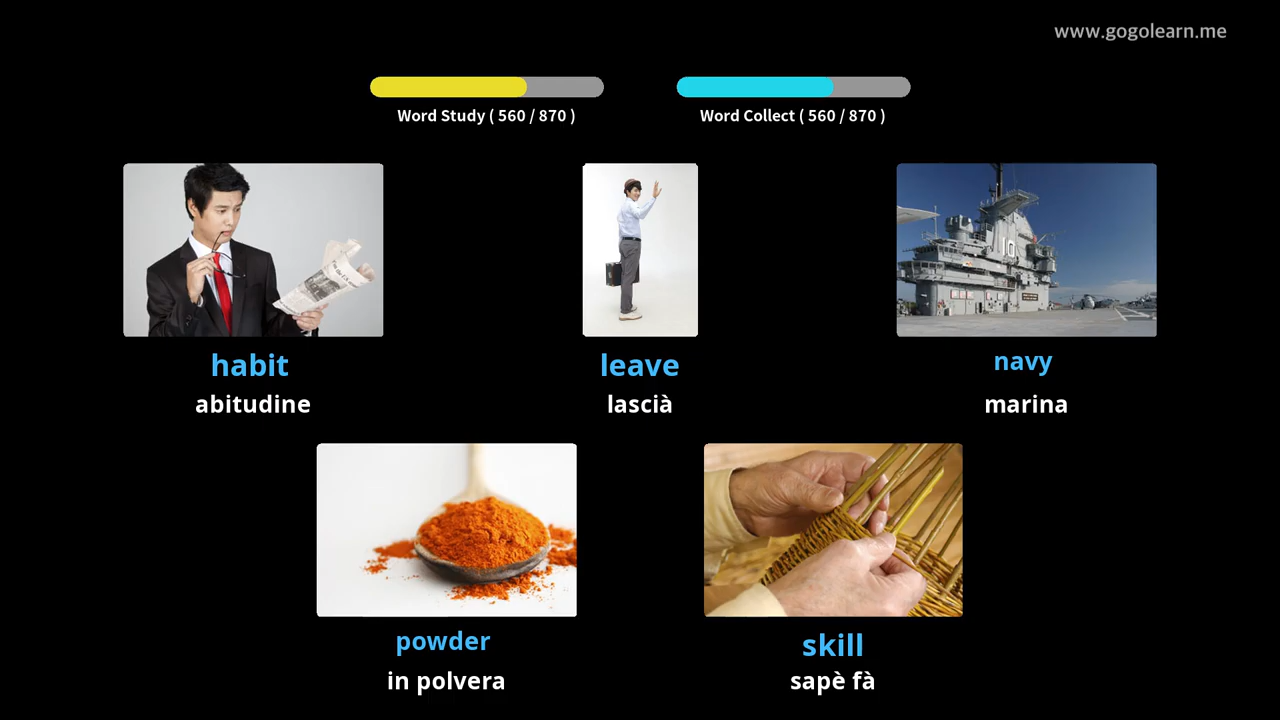 www.gogolearn.me
Word Study ( 560 / 870 )
Word Collect ( 560 / 870 )
habit
abitudine
leave
lascià
navy
marina
powder
in polvera
skill
sapè fà